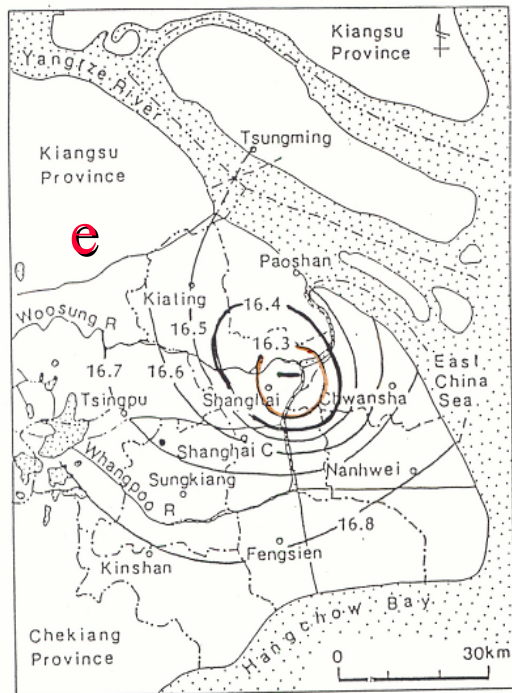 Kiangsu
Province
Yangtze River
Tsungming
Kiangsu
Province
e
Paoshan
Kiating
16.4
Woosung R
16.5
16.3
16.7
16.6
East
China
Sea
Tsingpu
Shanghai
Chwansha
Shanghai C
Whangpoo R
Nanhwei
Sungkiang
16.8
Fengsien
Kinshan
Hangchow Bay
Chekiang
Province
0
30km